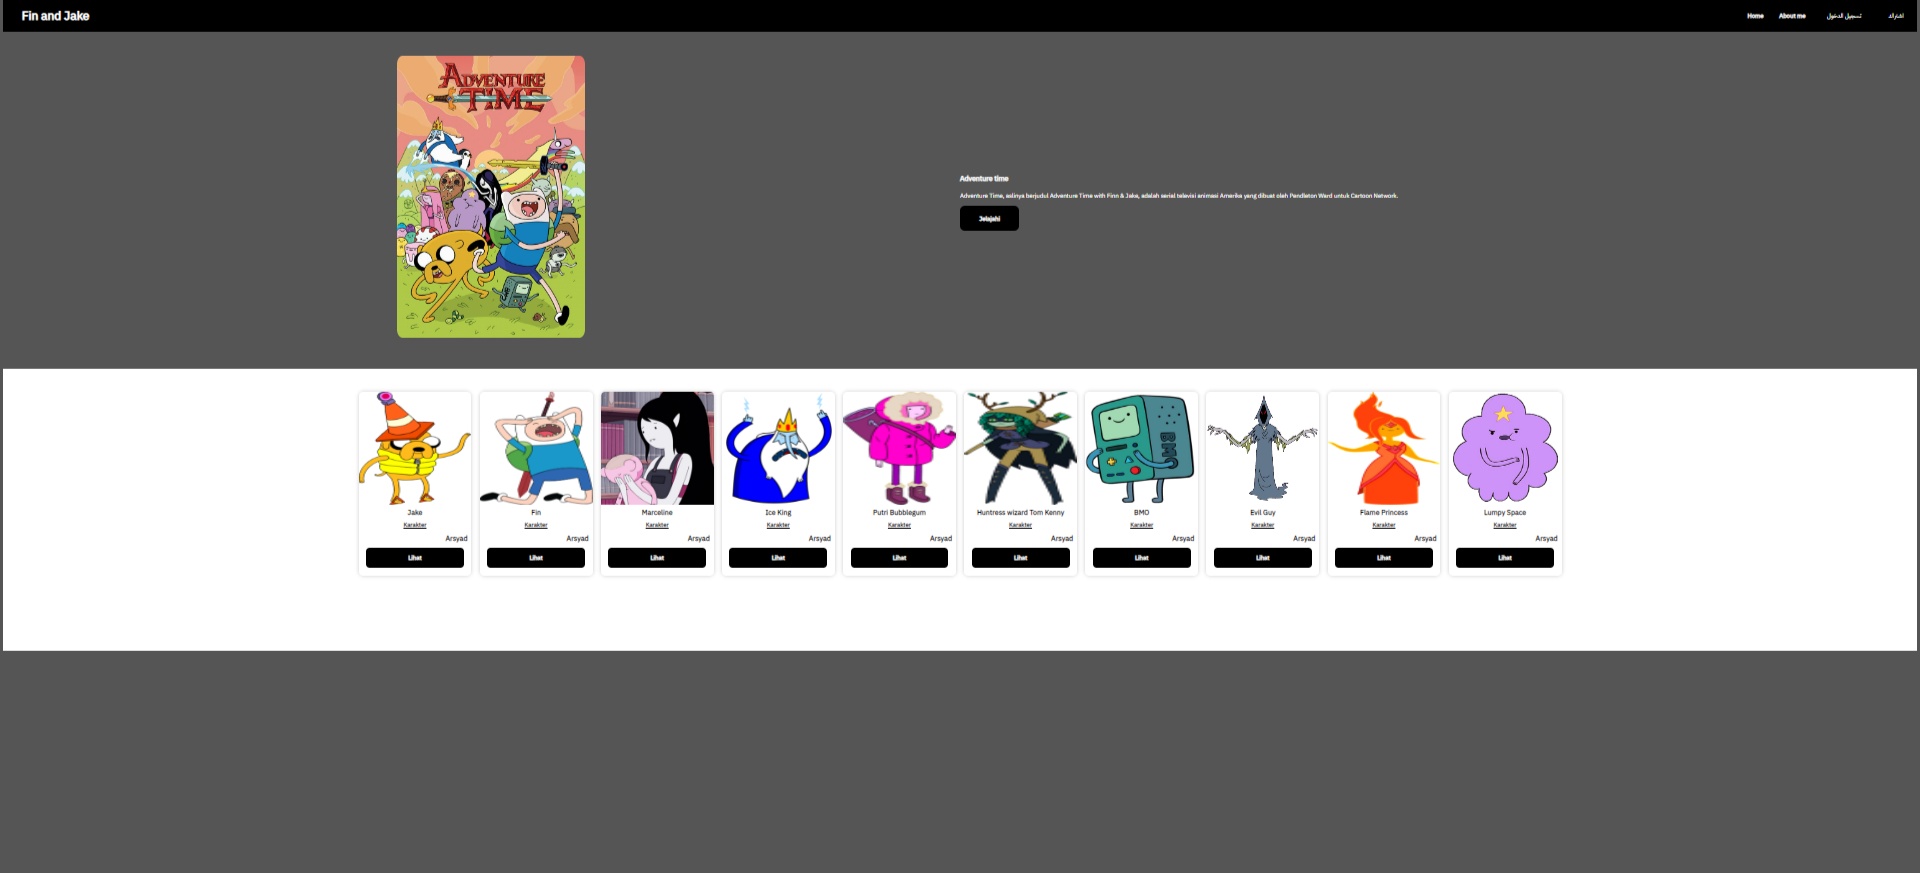 Fin and Jake
Home
About me
تسجيل الدخول
اشتراك
ADVENTURE
TIME
Adventure time
Adventure Time, aslinya berjudul Adventure Time with Finn & Jake, adalah serial televisi animasi Amerika yang dibuat oleh Pendleton Ward untuk Cartoon Network.
Jelajahi
Jake
Karakter
Arsyad
Lihat
Fin
Karakter
Arsyad
Lihat
Marceline
Karakter
Arsyad
Lihat
Ice King
Karakter
Arsyad
Lihat
Putri Bubblegum
Karakter
Arsyad
Lihat
Huntress wizard Tom Kenny
Karakter
Arsyad
Lihat
BMO
BMO
Karakter
Arsyad
Lihat
Evil Guy
Karakter
Arsyad
Lihat
Flame Princess
Karakter
Arsyad
Lihat
Lumpy Space
Karakter
Arsyad
Lihat